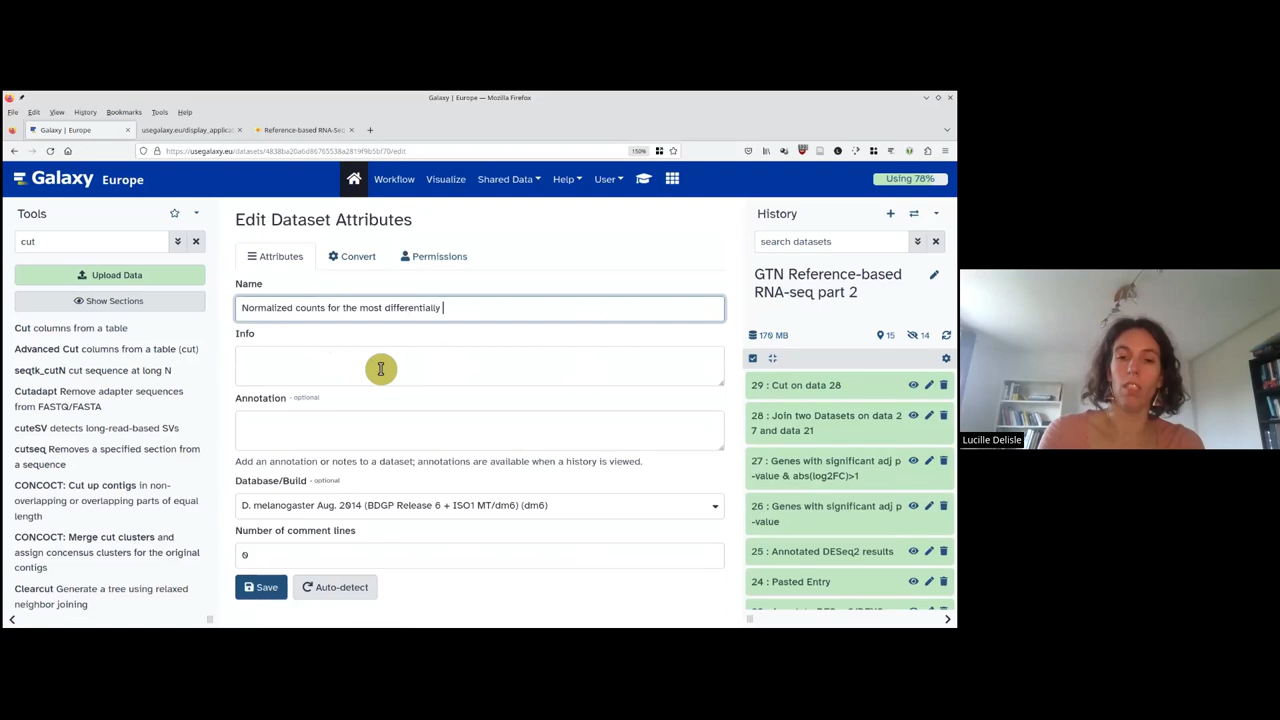 Galaxy | Europe — Mozilla Firefox
File Edit View History Bookmarks Tools Help
Galaxy | Europe
usegalaxy.eu/display_applicat
Reference-based RNA-Seq
https://usegalaxy.eu/datasets/4838ba20a6d86765538a2819f9b5bf70/edit
150%
Galaxy Europe
Workflow Visualize Shared Data Help User
Using 78%
Tools
cut
Upload Data
Show Sections
Cut columns from a table
Advanced Cut columns from a table (cut)
seqtk_cutN cut sequence at long N
Cutadapt Remove adapter sequences
from FASTQ/FASTA
cuteSV detects long-read-based SVs
cutseq Removes a specified section from
a sequence
CONCOCT: Cut up contigs in non-
overlapping or overlapping parts of equal
length
CONCOCT: Merge cut clusters and
assign concensus clusters for the original
contigs
Clearcut Generate a tree using relaxed
neighbor joining
Edit Dataset Attributes
Attributes
Convert
Permissions
Name
Normalized counts for the most differentially
Info
Annotation - optional
Add an annotation or notes to a dataset; annotations are available when a history is viewed.
Database/Build - optional
D. melanogaster Aug. 2014 (BDGP Release 6 + ISO1 MT/dm6) (dm6)
Number of comment lines
0
Save
Auto-detect
History
search datasets
GTN Reference-based
RNA-seq part 2
170 MB
15
14
29 : Cut on data 28
28 : Join two Datasets on data 2
7 and data 21
27 : Genes with significant adj p
-value & abs(log2FC)>1
26 : Genes with significant adj p
-value
25 : Annotated DESeq2 results
24 : Pasted Entry
Lucille Delisle